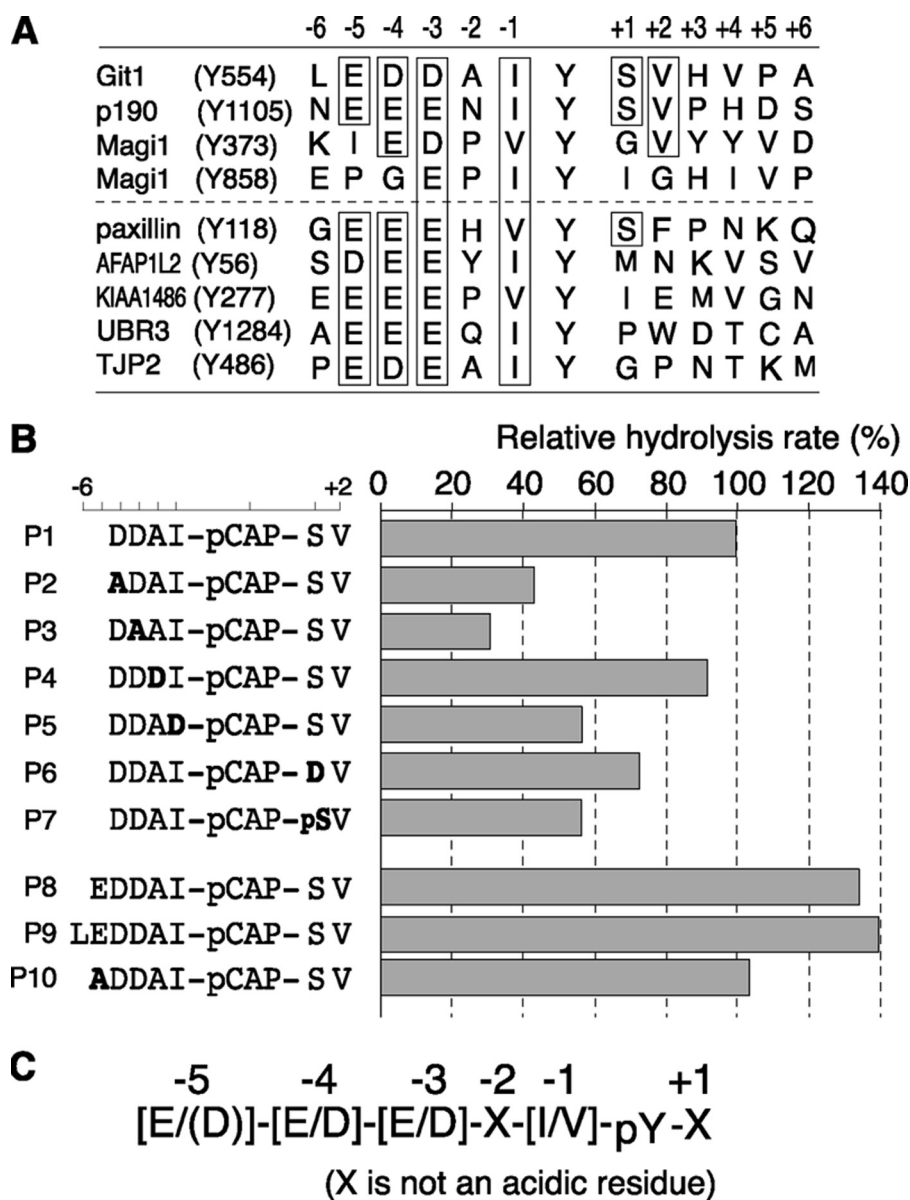 A
-6 -5 -4 -3 -2 -1 +1 +2 +3 +4 +5 +6
Git1 (Y554) L E D D A I Y S V H V P A
p190 (Y1105) N E E E N I Y S V P H D S
Magi1 (Y373) K I E D P V Y G V Y Y V D
Magi1 (Y858) E P G E P I Y I G H I V P
paxillin (Y118) G E E E H V Y S F P N K Q
AFAP1L2 (Y56) S D E E Y I Y M N K V S V
KIAA1486 (Y277) E E E E P V Y I E M V G N
UBR3 (Y1284) A E E E Q I Y P W D T C A
TJP2 (Y486) P E D E A I Y G P N T K M
B
Relative hydrolysis rate (%)
-6 +2 0 20 40 60 80 100 120 140
P1 DDAI-pCAP-SV
P2 ADAI-pCAP-SV
P3 DAAI-pCAP-SV
P4 DDDI-pCAP-SV
P5 DDAD-pCAP-SV
P6 DDAI-pCAP-DV
P7 DDAI-pCAP-pSV
P8 EDDAI-pCAP-SV
P9 LEDDAI-pCAP-SV
P10 ADDAI-pCAP-SV
C
-5 -4 -3 -2 -1 +1
[E/(D)]-[E/D]-[E/D]-X-[I/V]-pY-X
(X is not an acidic residue)